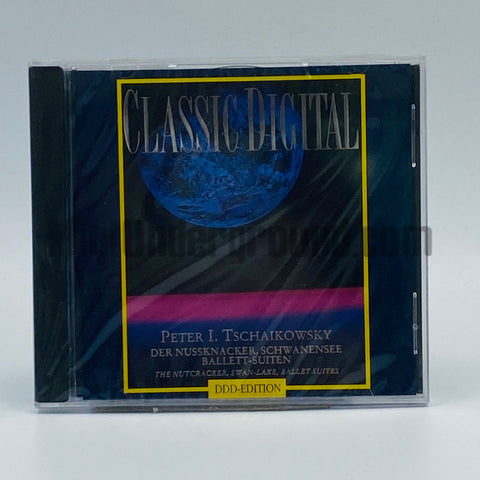 CLASSIC DIGITAL
PETER I. TSCHAIKOWSKY
DER NUSSKNACKER, SCHWANENSEE
BALLETT-SUITEN
THE NUTCRACKER, SWAN-LAKE, BALLET SUITES
DDD-EDITION